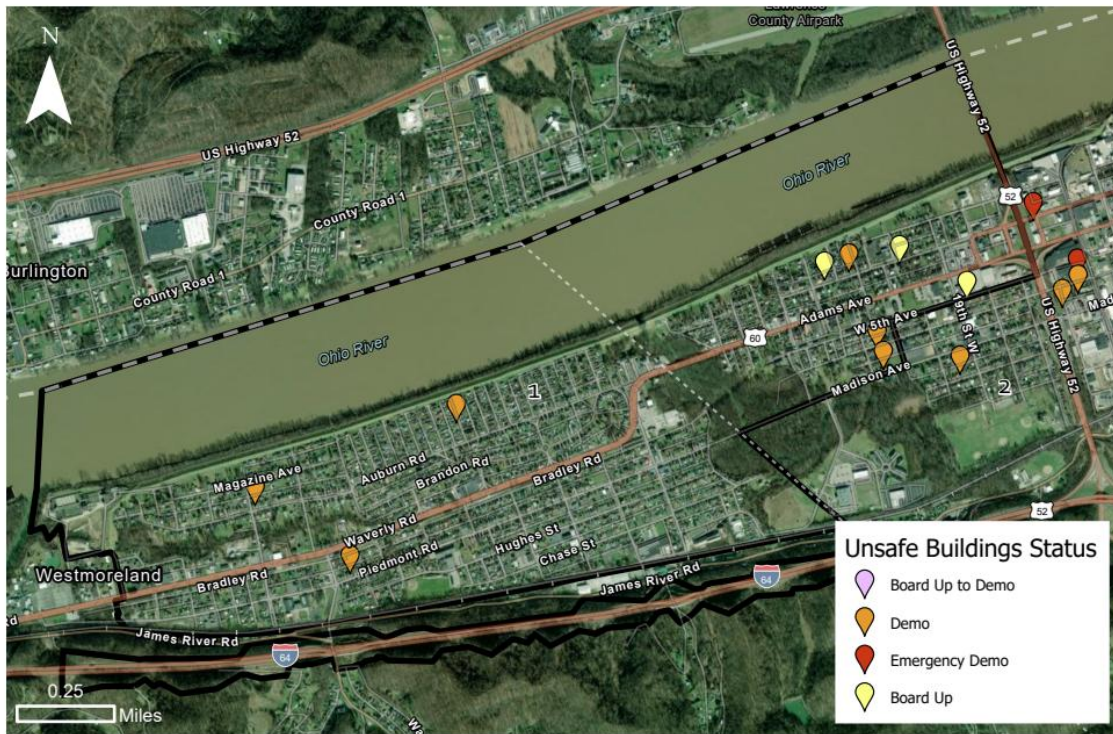 Lawrence
County Airpark
N
US Highway 52
US Highway 52
County Road 1
Ohio River
52
Burlington
County Road 1
Adams Ave
19th St W
W 5th Ave
60
US Highway 52
Ohio River
Madison Ave
1
2
Auburn Rd
Brandon Rd
Magazine Ave
Bradley Rd
Waverly Rd
52
Hughes St
Piedmont Rd
Chase St
Westmoreland
Bradley Rd
James River Rd
64
Rd
James River Rd
64
0.25
Miles
Unsafe Buildings Status
Board Up to Demo
Demo
Emergency Demo
Board Up